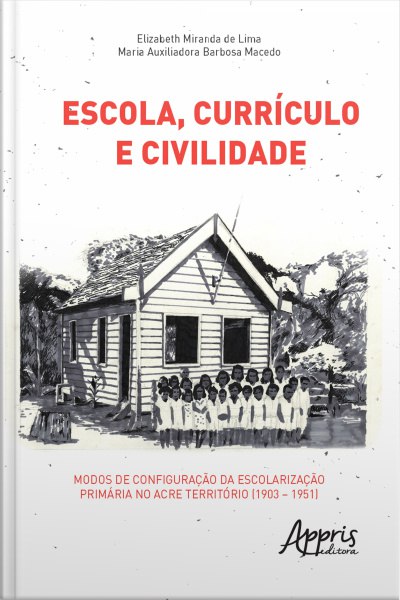 Elizabeth Miranda de Lima
Maria Auxiliadora Barbosa Macedo
ESCOLA, CURRÍCULO
E CIVILIDADE
MODOS DE CONFIGURAÇÃO DA ESCOLARIZAÇÃO
PRIMÁRIA NO ACRE TERRITÓRIO (1903 – 1951)
Appris
editora